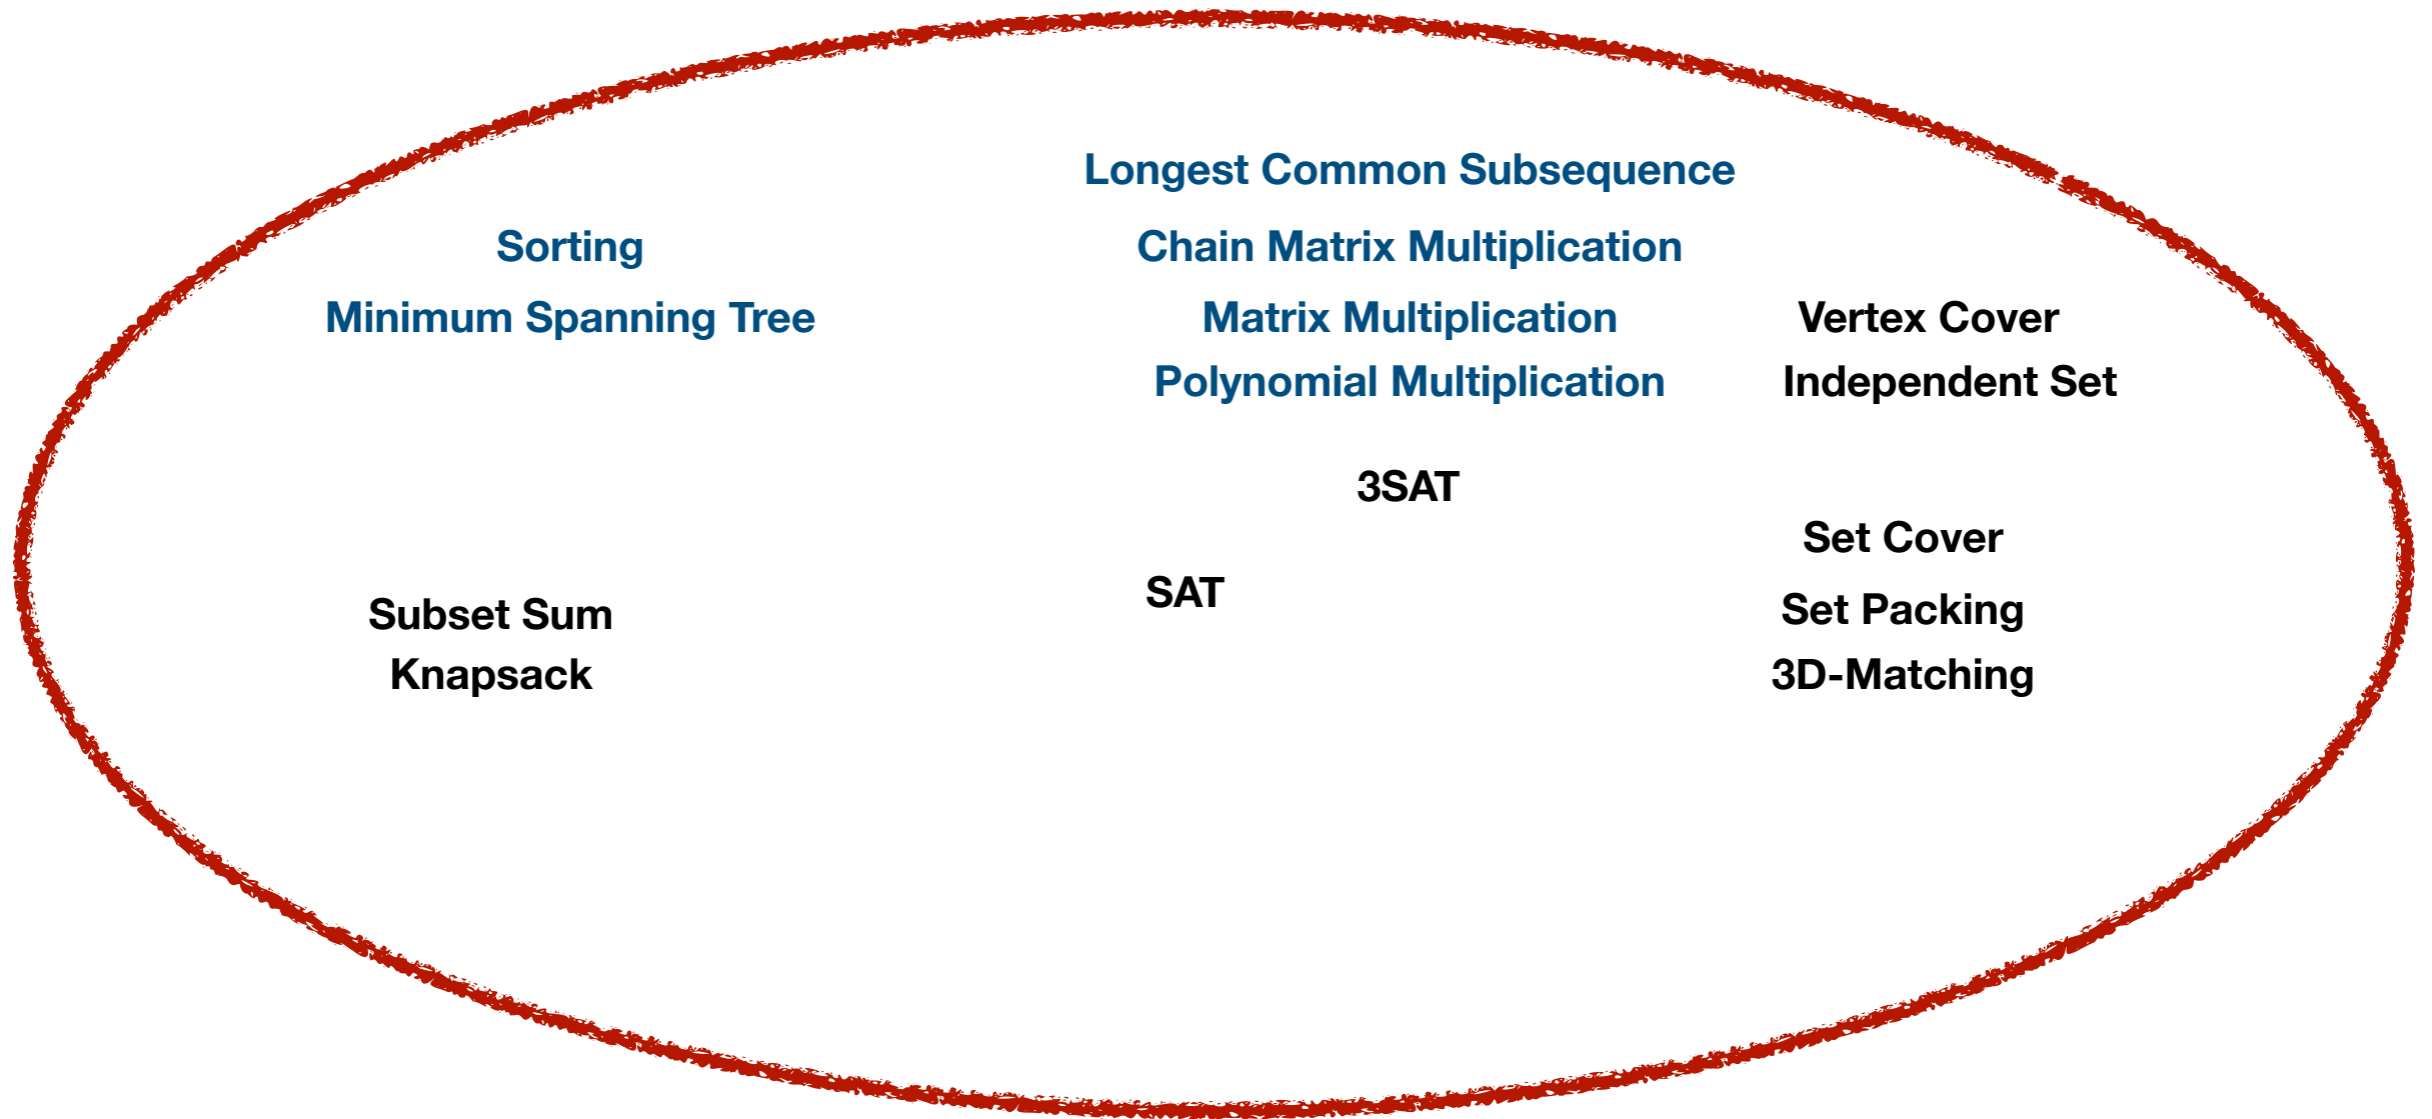 Longest Common Subsequence
Sorting
Chain Matrix Multiplication
Minimum Spanning Tree
Matrix Multiplication
Vertex Cover
Polynomial Multiplication
Independent Set
3SAT
Set Cover
SAT
Subset Sum
Set Packing
Knapsack
3D-Matching